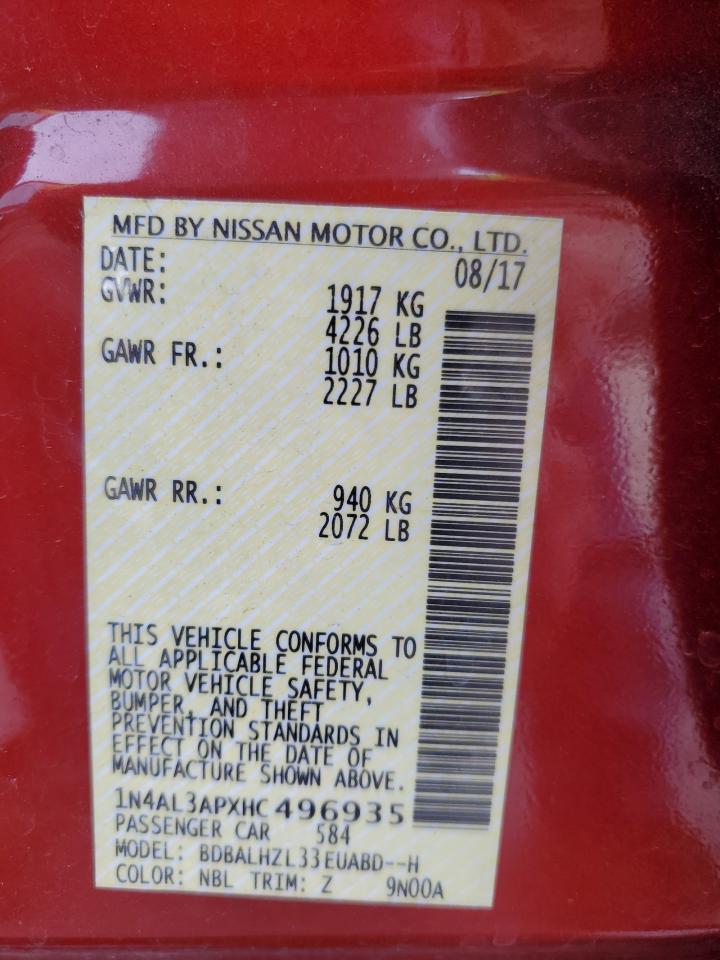 MFD BY NISSAN MOTOR CO., LTD.
DATE: 08/17
GVWR: 1917 KG
4226 LB
GAWR FR.: 1010 KG
2227 LB
GAWR RR.: 940 KG
2072 LB
THIS VEHICLE CONFORMS TO
ALL APPLICABLE FEDERAL
MOTOR VEHICLE SAFETY,
BUMPER, AND THEFT
PREVENTION STANDARDS IN
EFFECT ON THE DATE OF
MANUFACTURE SHOWN ABOVE.
1N4AL3APXHC496935
PASSENGER CAR 584
MODEL: BDBALHZL33EUABD--H
COLOR: NBL TRIM: Z 9N00A